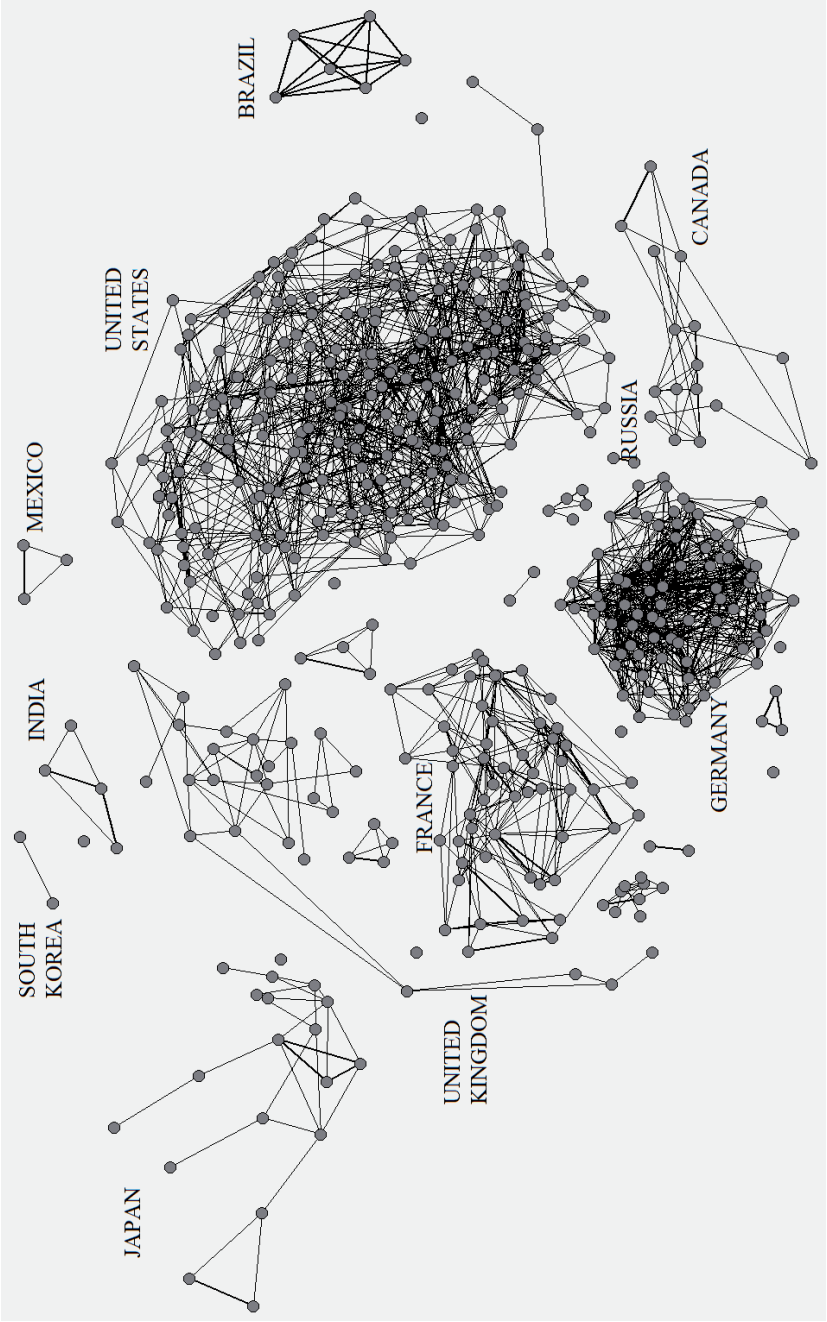 BRAZIL
UNITED
STATES
CANADA
MEXICO
RUSSIA
INDIA
FRANCE
GERMANY
SOUTH
KOREA
UNITED
KINGDOM
JAPAN